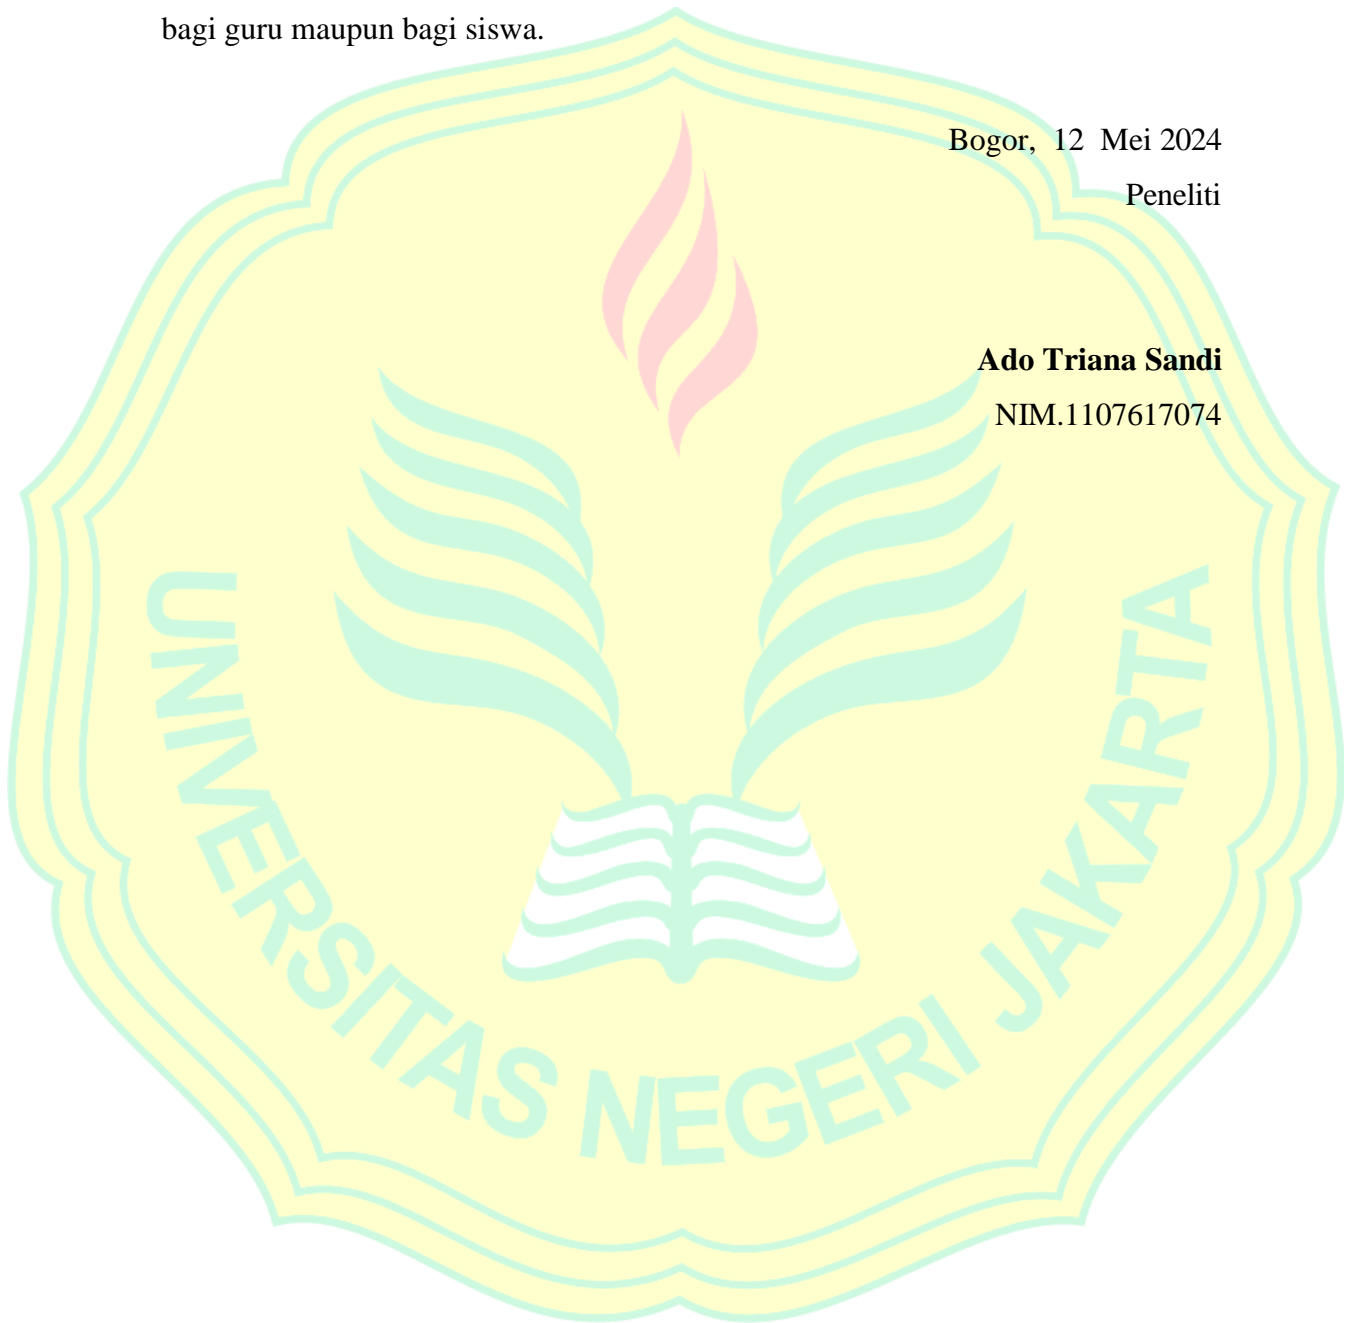 bagi guru maupun bagi siswa.
Bogor, 12 Mei 2024
Peneliti
Ado Triana Sandi
NIM.1107617074
UNIVERSITAS NEGERI JAKARTA